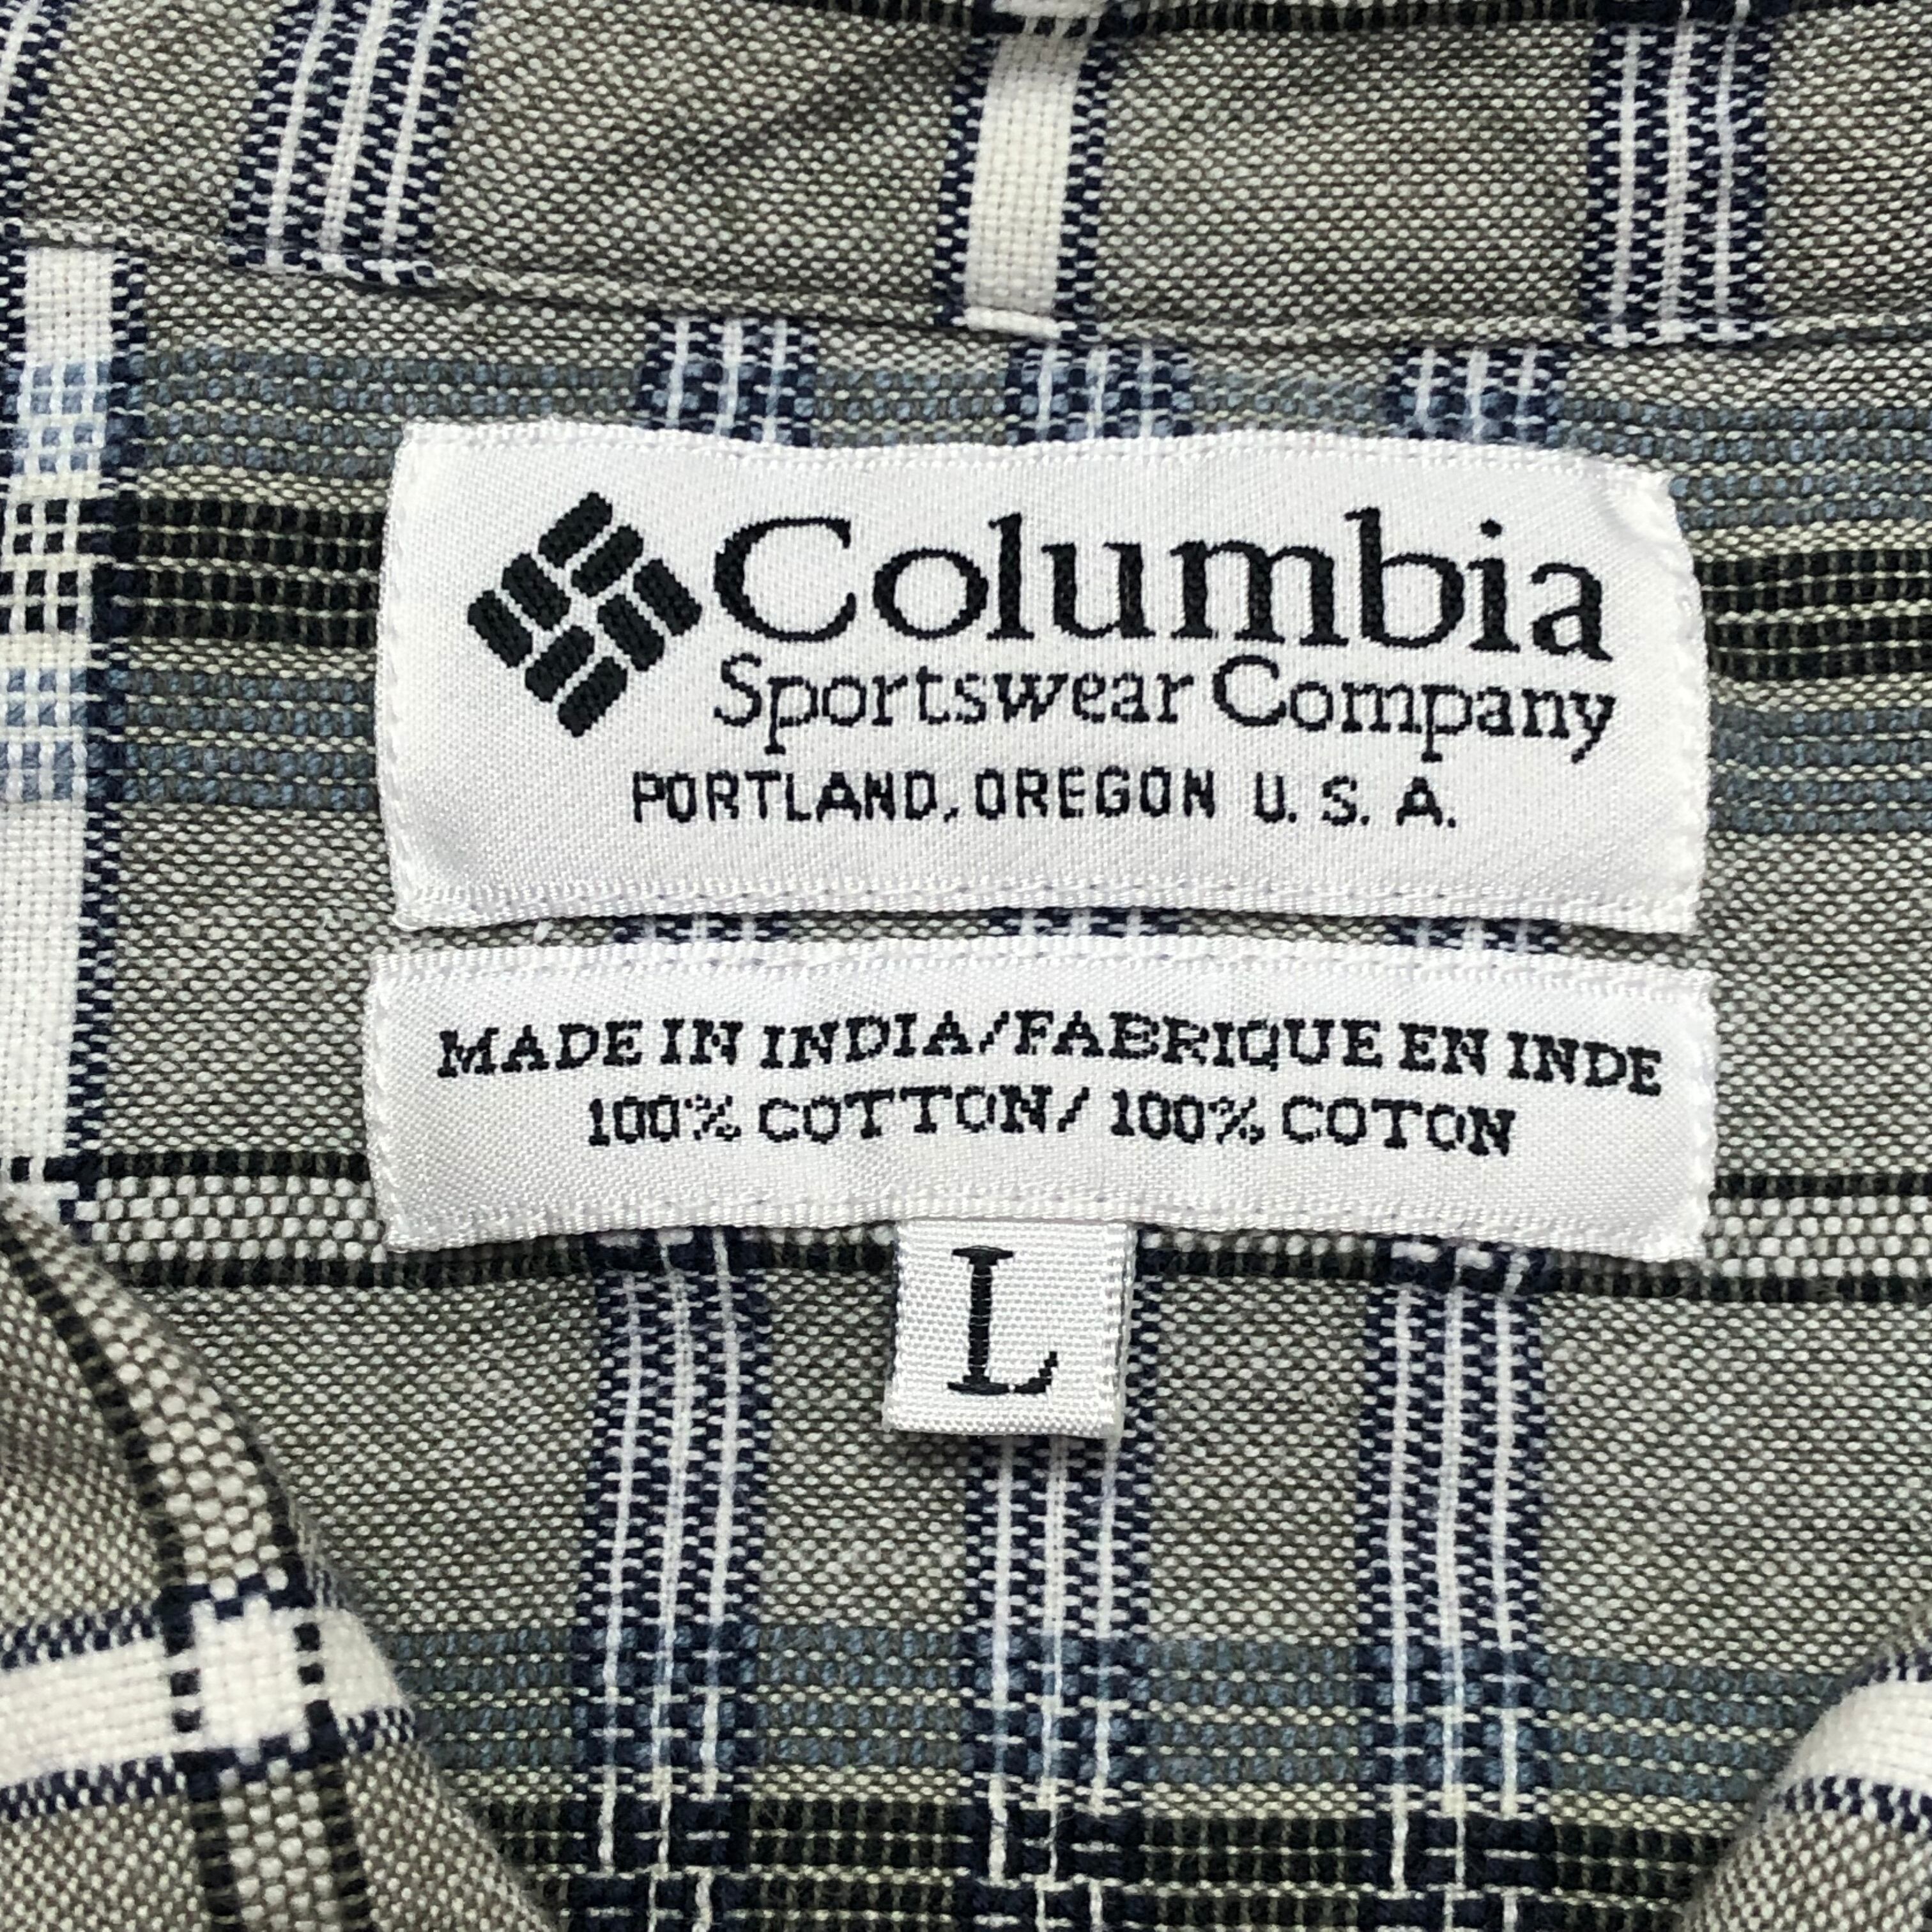 Columbia
Sportswear Company
PORTLAND, OREGON U. S. A.
MADE IN INDIA/FABRIQUE EN INDE
100% COTTON/ 100% COTON
L